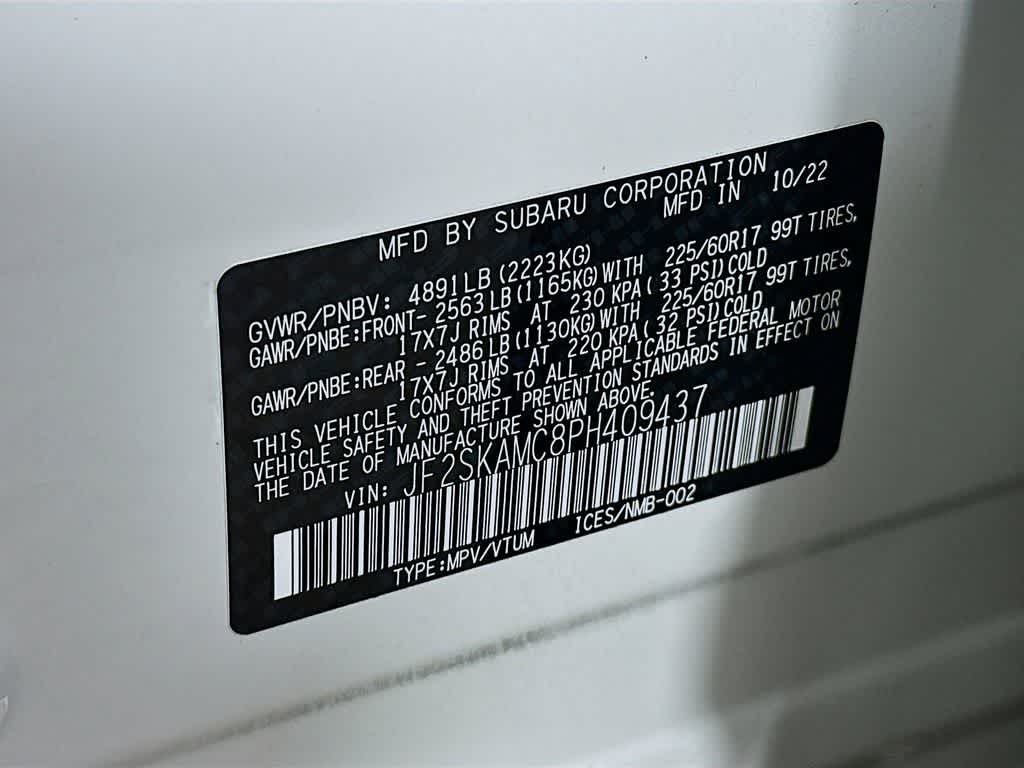 MFD BY SUBARU CORPORATION
MFD IN 10/22
GVWR/PNBV: 4891LB(2223KG)
GAWR/PNBE:FRONT- 2563LB(1165KG)WITH 225/60R17 99T TIRES,
17X7J RIMS AT 230 KPA( 33 PSI)COLD
GAWR/PNBE:REAR - 2486LB(1130KG)WITH 225/60R17 99T TIRES,
17X7J RIMS AT 220 KPA( 32 PSI)COLD
THIS VEHICLE CONFORMS TO ALL APPLICABLE FEDERAL MOTOR
VEHICLE SAFETY AND THEFT PREVENTION STANDARDS IN EFFECT ON
THE DATE OF MANUFACTURE SHOWN ABOVE.
VIN: JF2SKAMC8PH409437
TYPE:MPV/VTUM ICES/NMB-002